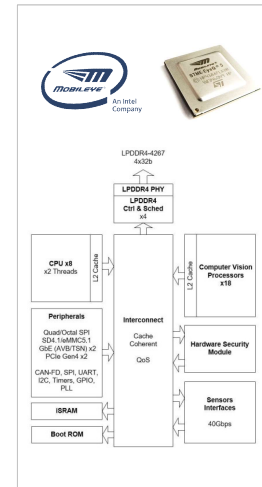 MOBILEYE
An Intel
Company
MOBILEYE
LPDDR4-4267
4x32b
LPDDR4 PHY
LPDDR4
Ctrl & Sched
x4
CPU x8
x2 Threads
L2 Cache
L2 Cache
Computer Vision
Processors
x18
Peripherals
Quad/Octal SPI
SD4.1/eMMC5.1
GbE (AVB/TSN) x2
PCIe Gen4 x2
CAN-FD, SPI, UART,
I2C, Timers, GPIO,
PLL
Interconnect
Cache
Coherent
QoS
Hardware Security
Module
Sensors
Interfaces
40Gbps
iSRAM
Boot ROM